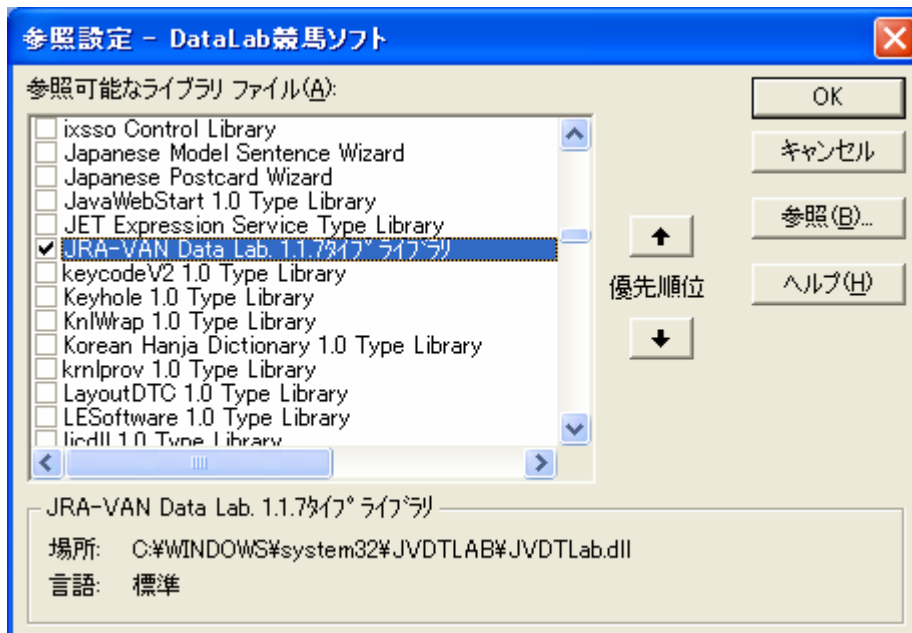 参照設定 - DataLab競馬ソフト
参照可能なライブラリ ファイル(A):
ixsso Control Library
Japanese Model Sentence Wizard
Japanese Postcard Wizard
JavaWebStart 1.0 Type Library
JET Expression Service Type Library
JRA-VAN Data Lab. 1.1.7ﾀｲﾌﾟ ﾗｲﾌﾞﾗﾘ
keycodeV2 1.0 Type Library
Keyhole 1.0 Type Library
KnlWrap 1.0 Type Library
Korean Hanja Dictionary 1.0 Type Library
krnlprov 1.0 Type Library
LayoutDTC 1.0 Type Library
LESoftware 1.0 Type Library
licdll 1.0 Type Library
優先順位
OK
キャンセル
参照(B)...
ヘルプ(H)
JRA-VAN Data Lab. 1.1.7ﾀｲﾌﾟ ﾗｲﾌﾞﾗﾘ
場所: C:¥WINDOWS¥system32¥JVDTLAB¥JVDTLab.dll
言語: 標準